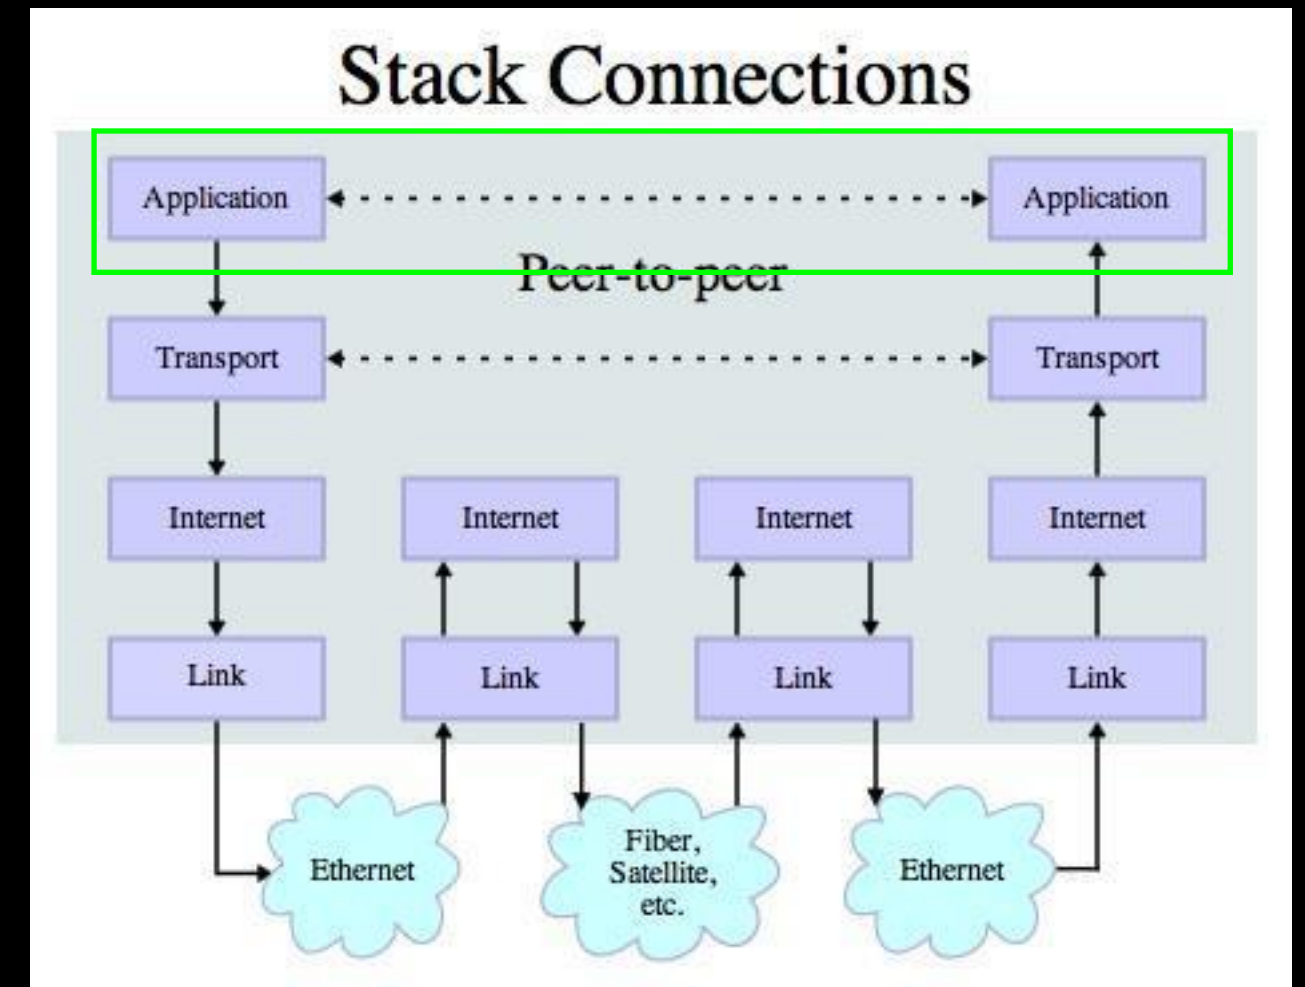 Stack Connections
Application Application
Peer-to-peer
Transport Transport
Internet Internet Internet Internet
Link Link Link Link
Ethernet
Fiber,
Satellite,
etc.
Ethernet